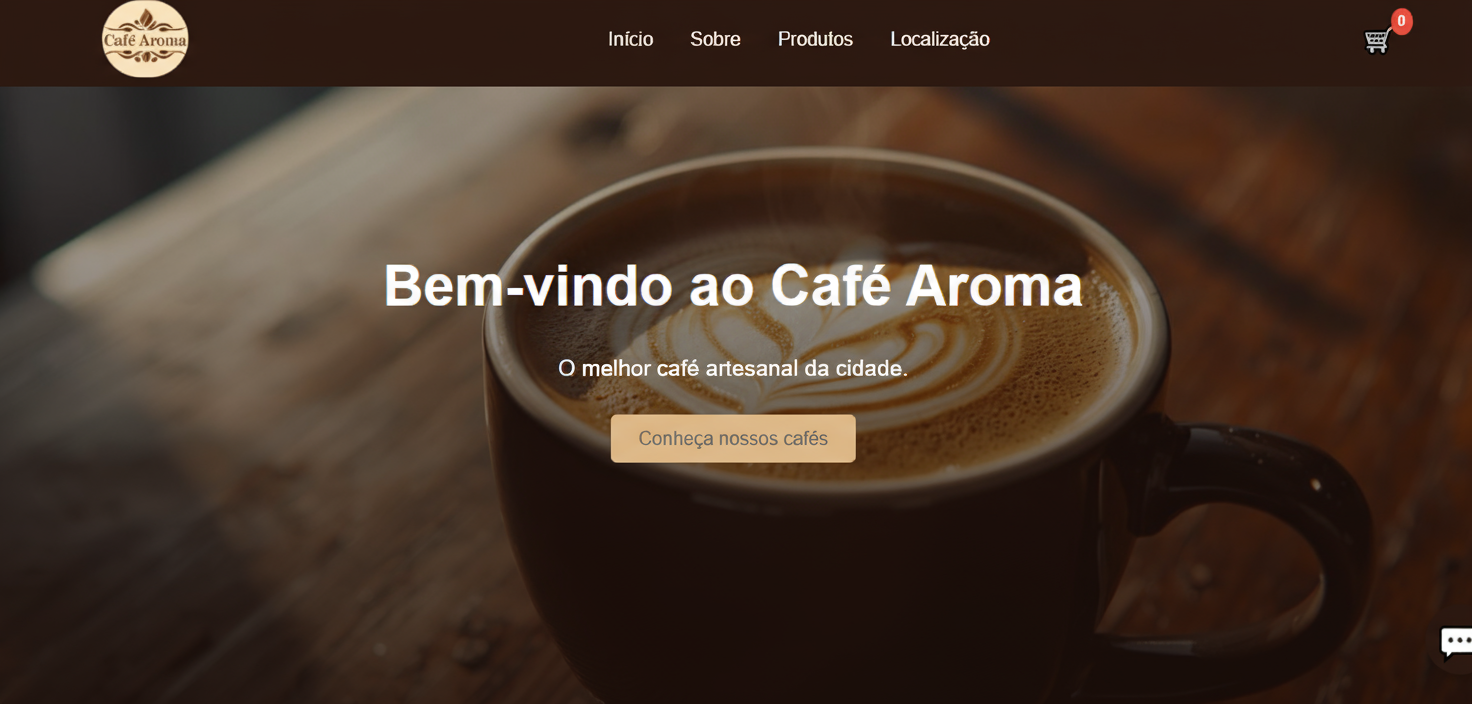 Café Aroma
Início Sobre Produtos Localização
0
Bem-vindo ao Café Aroma
O melhor café artesanal da cidade.
Conheça nossos cafés